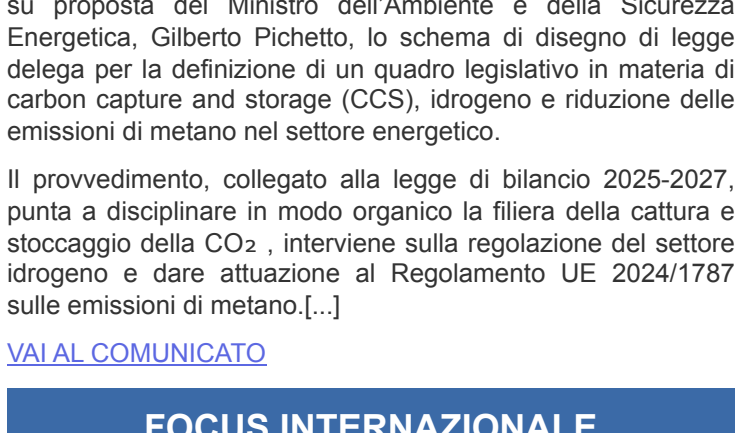 su proposta del Ministro dell'Ambiente e della Sicurezza
Energetica, Gilberto Pichetto, lo schema di disegno di legge
delega per la definizione di un quadro legislativo in materia di
carbon capture and storage (CCS), idrogeno e riduzione delle
emissioni di metano nel settore energetico.
Il provvedimento, collegato alla legge di bilancio 2025-2027,
punta a disciplinare in modo organico la filiera della cattura e
stoccaggio della CO₂ , interviene sulla regolazione del settore
idrogeno e dare attuazione al Regolamento UE 2024/1787
sulle emissioni di metano.[...]
VAI AL COMUNICATO
FOCUS INTERNAZIONALE